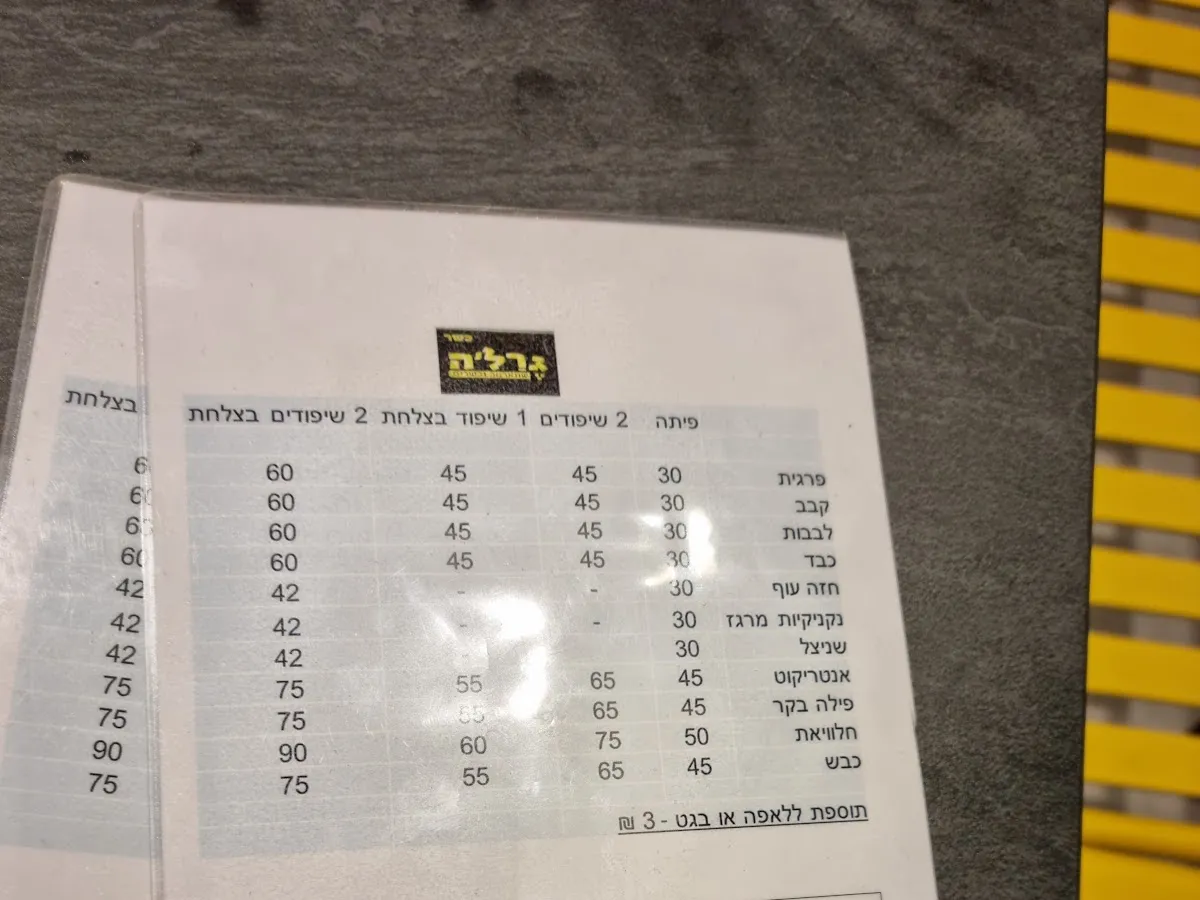 כשר
גרל'ה
פיתה 2 שיפודים 1 שיפוד בצלחת 2 שיפודים בצלחת
פרגית 30 45 45 60
קבב 30 45 45 60
לבבות 30 45 45 60
כבד 30 45 45 60
חזה עוף 30 - - 42
נקניקיות מרגז 30 - - 42
שניצל 30 42
אנטריקוט 45 65 55 75
פילה בקר 45 65 55 75
חלוויאת 50 75 60 90
כבש 45 65 55 75
תוספת ללאפה או בגט - 3 ₪
בצלחת
6
60
60
60
42
42
42
75
75
90
75